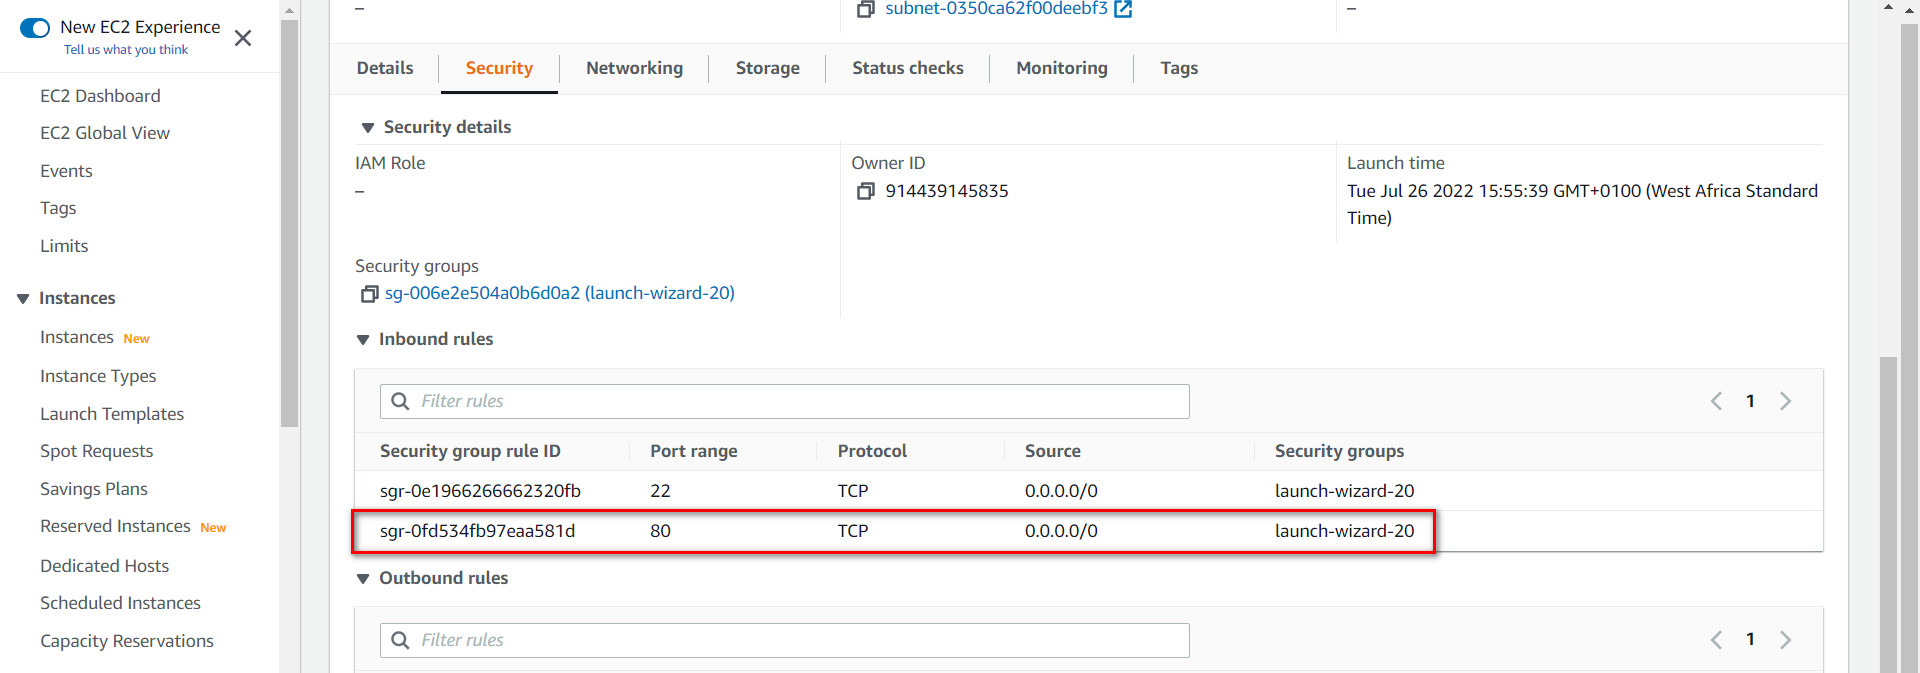 New EC2 Experience
Tell us what you think
EC2 Dashboard
EC2 Global View
Events
Tags
Limits
Instances
Instances New
Instance Types
Launch Templates
Spot Requests
Savings Plans
Reserved Instances New
Dedicated Hosts
Scheduled Instances
Capacity Reservations
– subnet-0350ca62f00deebf3 –
Details Security Networking Storage Status checks Monitoring Tags
Security details
IAM Role Owner ID Launch time
– 914439145835 Tue Jul 26 2022 15:55:39 GMT+0100 (West Africa Standard
Time)
Security groups
sg-006e2e504a0b6d0a2 (launch-wizard-20)
Inbound rules
Filter rules 1
Security group rule ID Port range Protocol Source Security groups
sgr-0e1966266662320fb 22 TCP 0.0.0.0/0 launch-wizard-20
sgr-0fd534fb97eaa581d 80 TCP 0.0.0.0/0 launch-wizard-20
Outbound rules
Filter rules 1